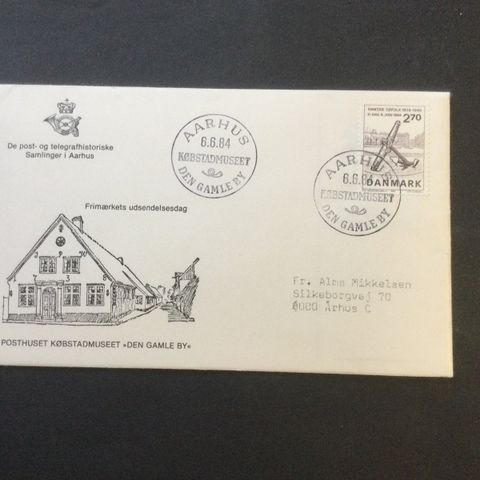 De post- og telegrafhistoriske
Samlinger i Aarhus
AARHUS
6.6.84
KØBSTADMUSEET
DEN GAMLE BY
2.70
DANMARK
AARHUS
6.6.84
KØBSTADMUSEET
DEN GAMLE BY
Frimærkets udsendelsesdag
Fr. Alma Mikkelsen
Silkeborgvej 70
8000 Århus C
POSTHUSET KØBSTADMUSEET »DEN GAMLE BY«